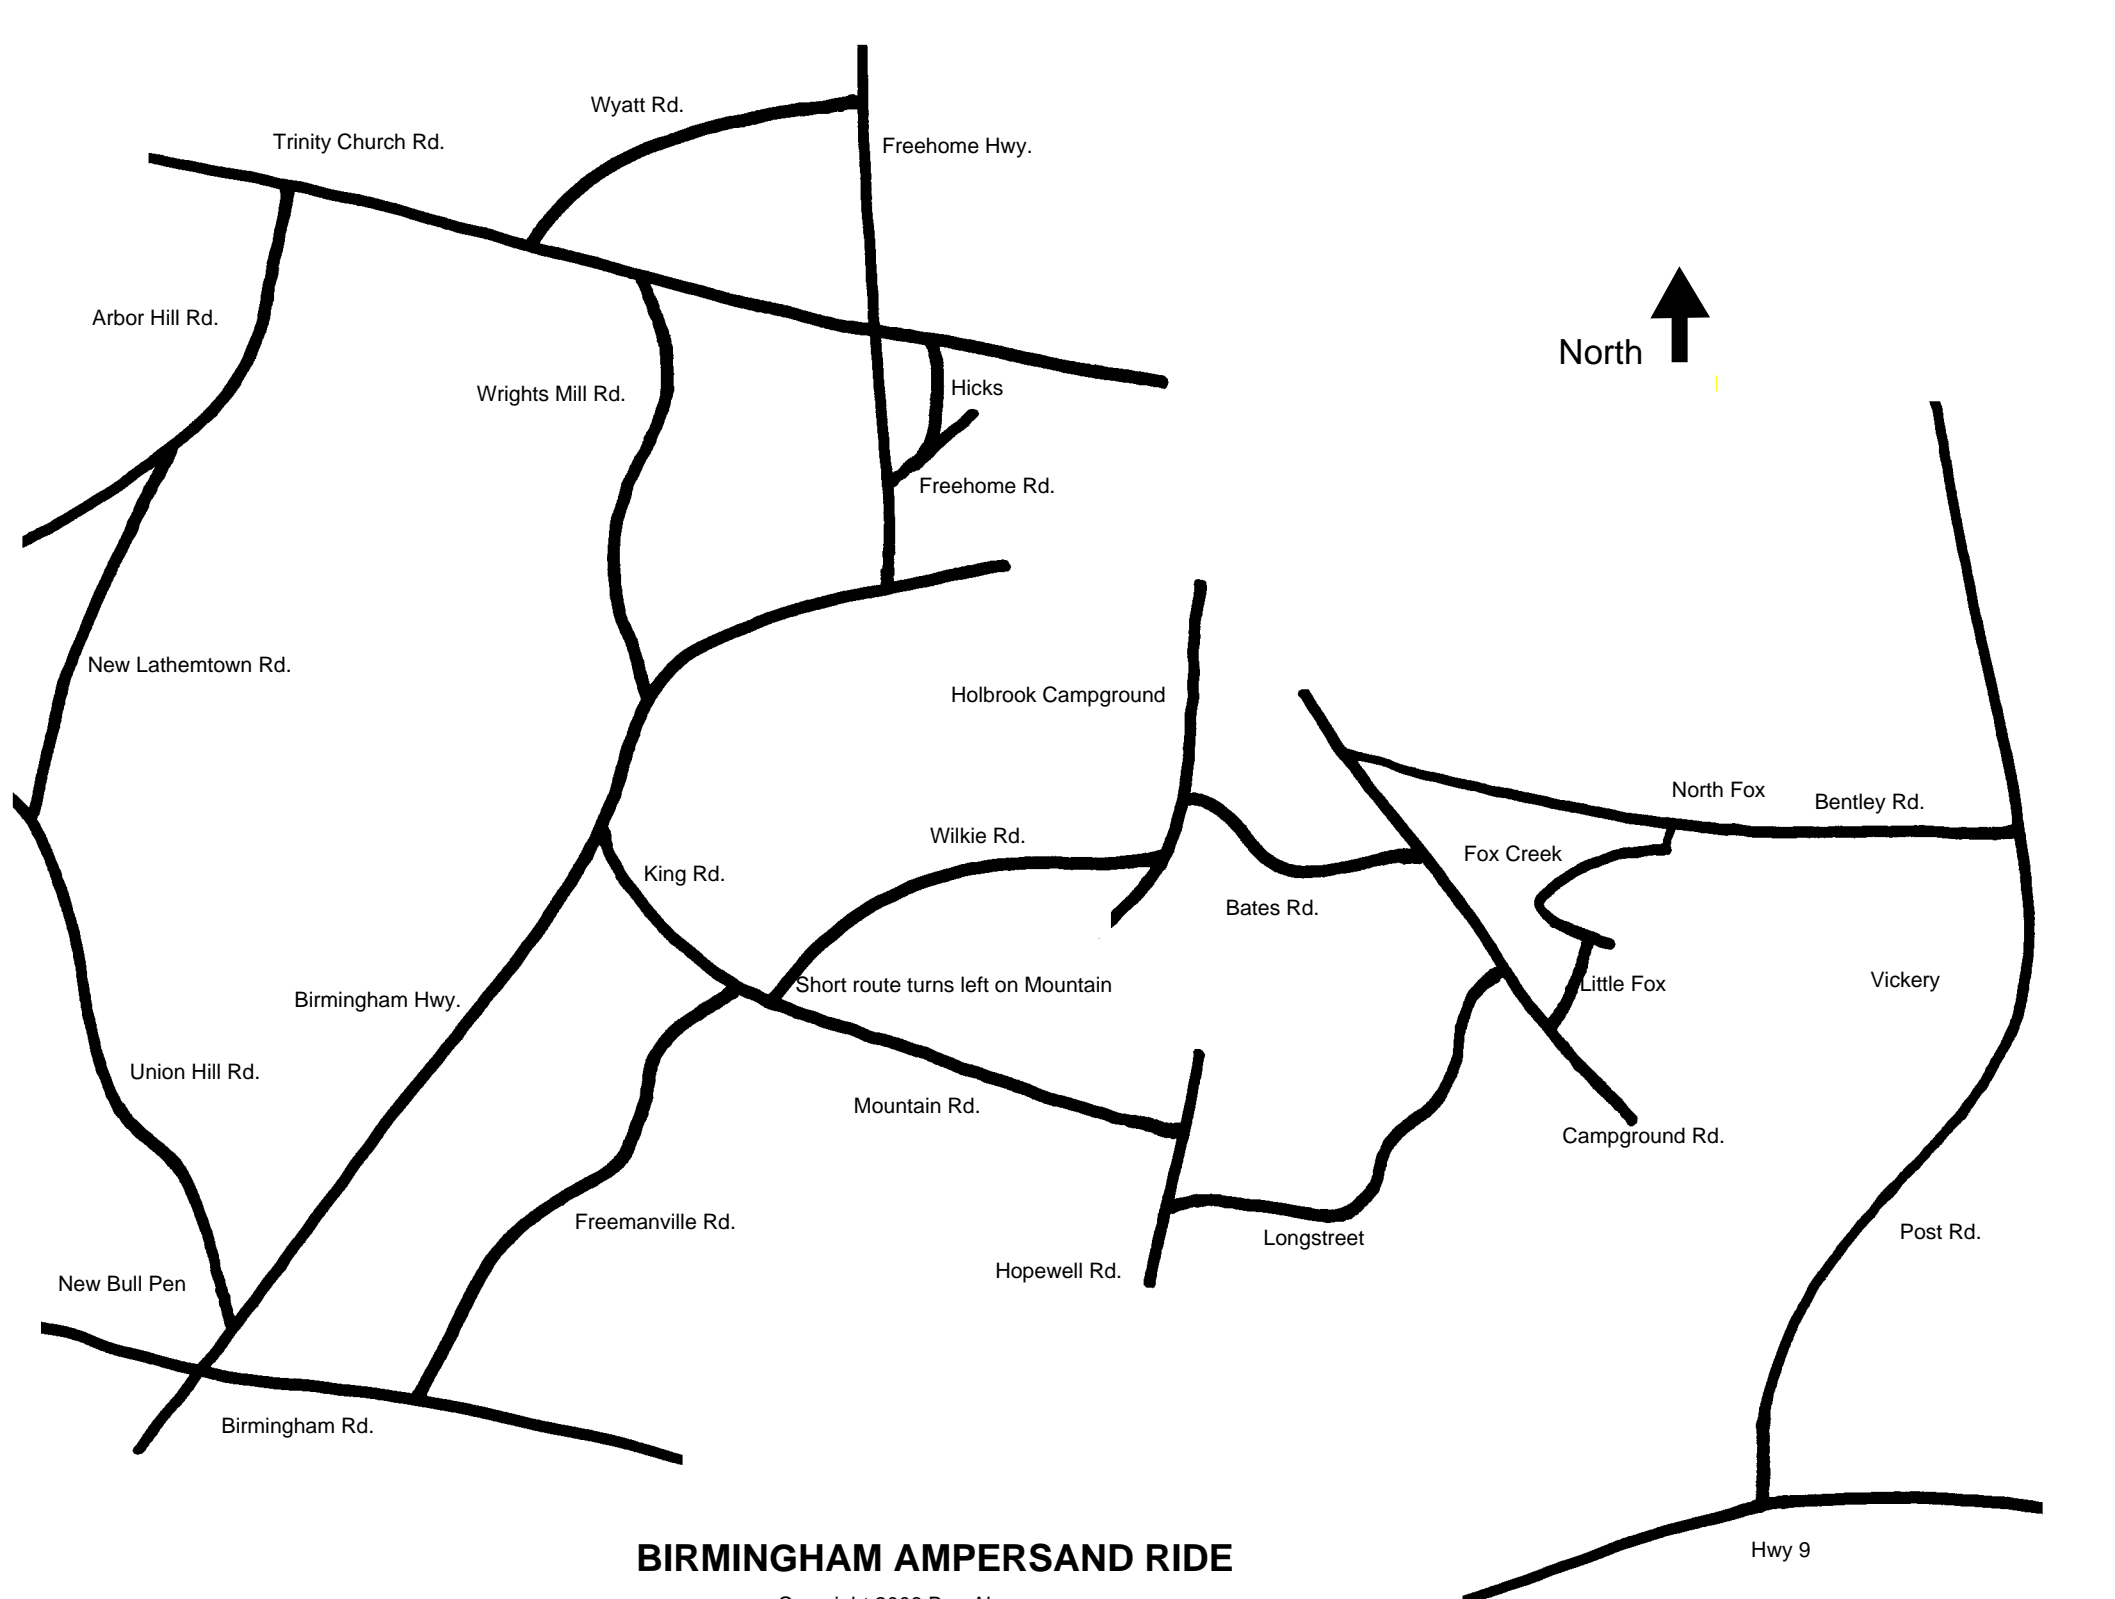 Wyatt Rd.
Trinity Church Rd.
Freehome Hwy.
Arbor Hill Rd.
North
Hicks
Wrights Mill Rd.
Freehome Rd.
New Lathemtown Rd.
Holbrook Campground
North Fox
Bentley Rd.
Wilkie Rd.
Fox Creek
King Rd.
Bates Rd.
Short route turns left on Mountain
Little Fox
Vickery
Birmingham Hwy.
Union Hill Rd.
Mountain Rd.
Campground Rd.
Freemanville Rd.
Post Rd.
Longstreet
Hopewell Rd.
New Bull Pen
Birmingham Rd.
Hwy 9
BIRMINGHAM AMPERSAND RIDE